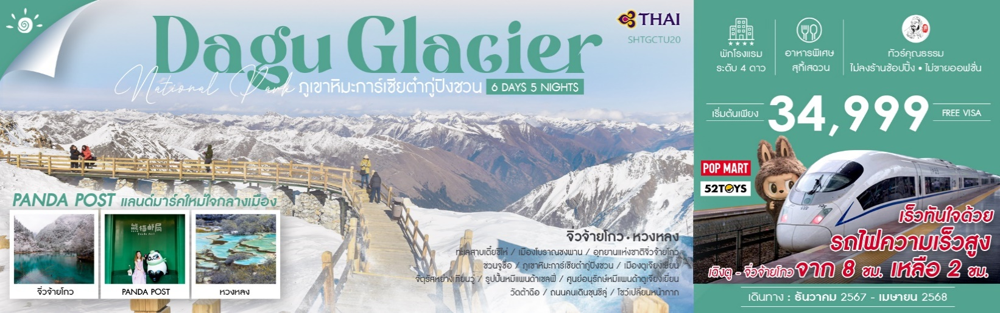 Dagu Glacier
National Park
ภูเขาหิมะการ์เซียต๋ากู่ปิงชวน
6 DAYS 5 NIGHTS
THAI
SHTGCTU20
PANDA POST แลนด์มาร์คใหม่ใจกลางเมือง
熊猫邮局
Panda Post
จิ่วจ้ายโกว
PANDA POST
หวงหลง
จิ่วจ้ายโกว • หวงหลง
ทะเลสาบเตี๋ยซีไห่ / เมืองโบราณซงพาน / อุทยานแห่งชาติจิ่วจ้ายโกว
ชวนจูซื่อ / ภูเขาหิมะการ์เซียต๋ากู่ปิงชวน / เมืองตูเจียงเยี่ยน
จัตุรัสหย่างเทียนวู / รูปปั้นหมีแพนด้าเซลฟี่ / ศูนย์อนุรักษ์หมีแพนด้าตูเจียงเยี่ยน
วัดต้าฉือ / ถนนคนเดินชุนซีลู่ / โชว์เปลี่ยนหน้ากาก
พักโรงแรม
ระดับ 4 ดาว
อาหารพิเศษ
สุกี้เสฉวน
ทัวร์คุณธรรม
ไม่ลงร้านช้อปปิ้ง • ไม่ขายออฟชั่น
เริ่มต้นเพียง
34,999
FREE VISA
POP MART
52TOYS
เร็วทันใจด้วย
รถไฟความเร็วสูง
เฉิงตู - จิ่วจ้ายโกว จาก 8 ชม. เหลือ 2 ชม.
เดินทาง : ธันวาคม 2567 - เมษายน 2568